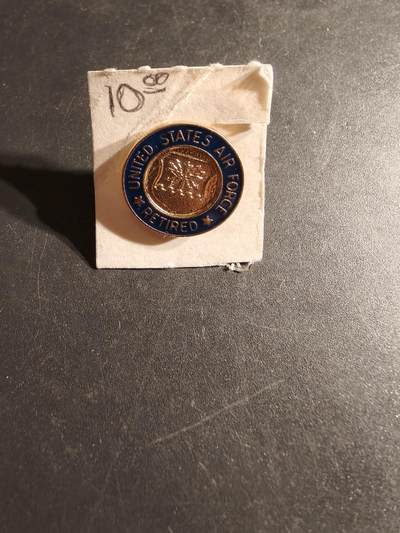 10 00
UNITED STATES AIR FORCE
RETIRED